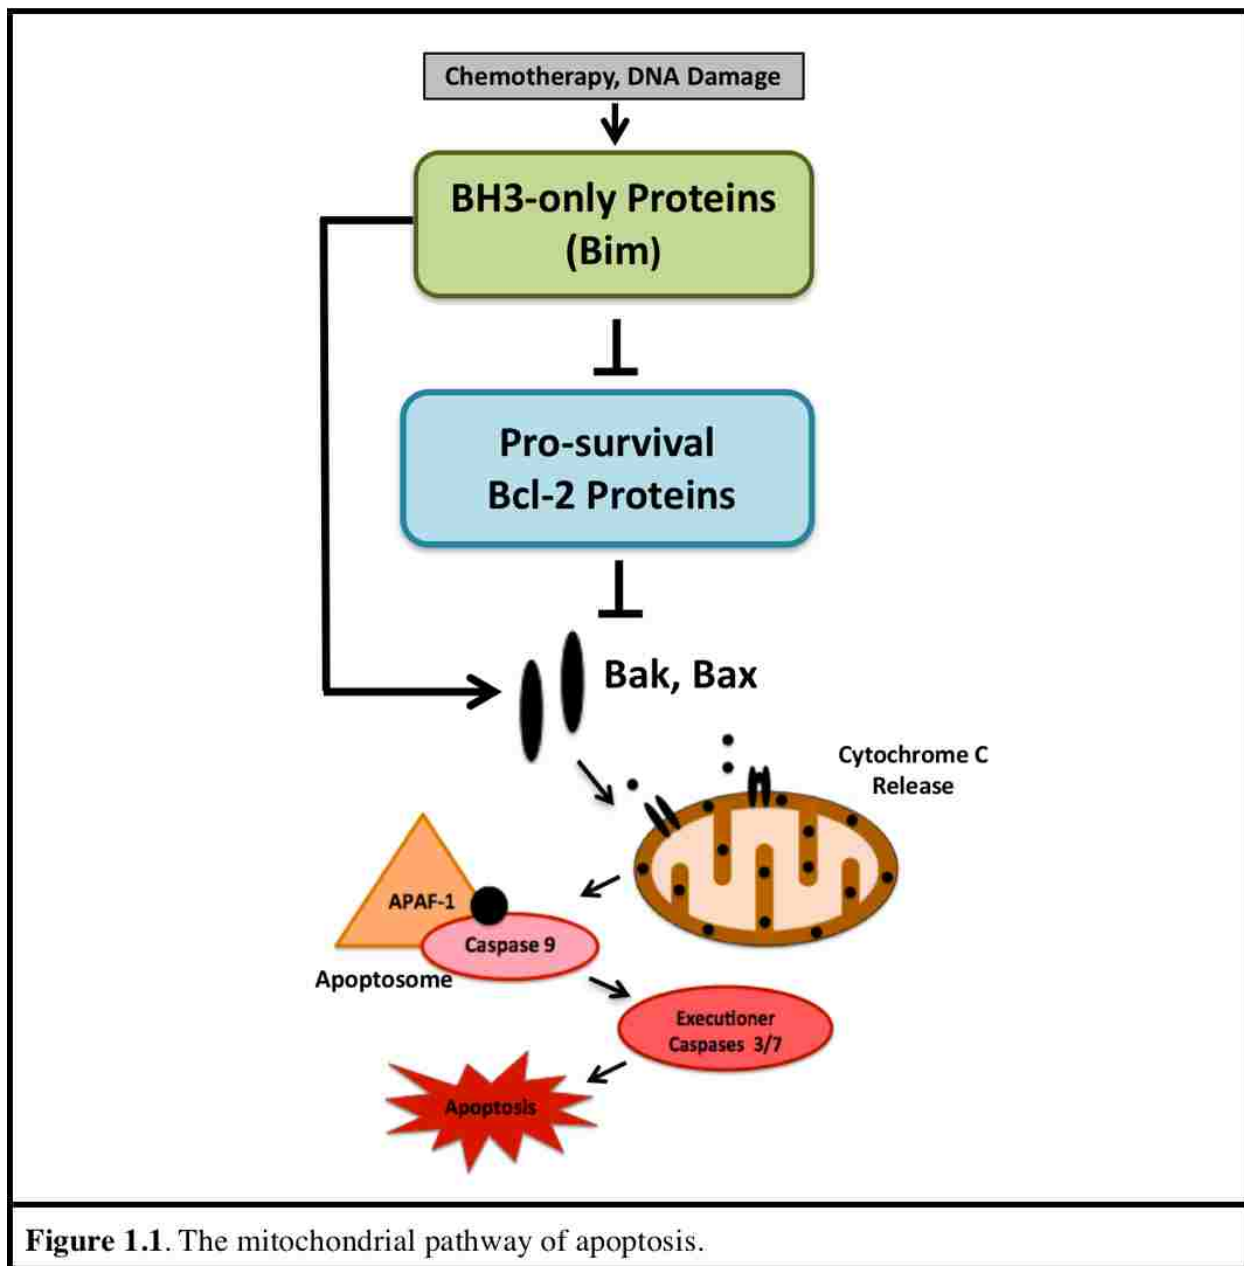 Chemotherapy, DNA Damage
BH3-only Proteins
(Bim)
Pro-survival
Bcl-2 Proteins
Bak, Bax
Cytochrome C
Release
APAF-1
Caspase 9
Apoptosome
Executioner
Caspases 3/7
Apoptosis
Figure 1.1. The mitochondrial pathway of apoptosis.